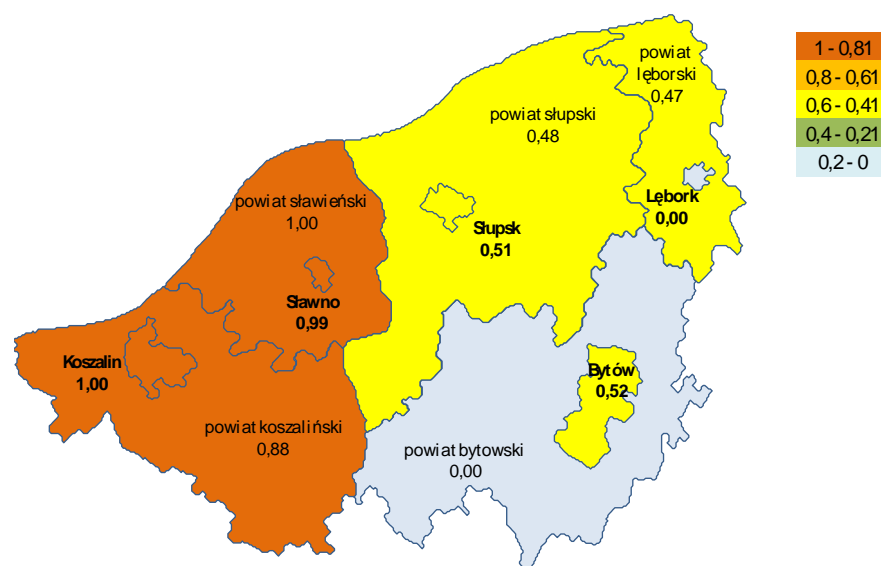 powiat
lęborski
0,47
powiat słupski
0,48
1 - 0,81
0,8 - 0,61
0,6 - 0,41
0,4 - 0,21
0,2 - 0
powiat sławieński
1,00
Lębork
0,00
Słupsk
0,51
Sławno
0,99
Koszalin
1,00
Bytów
0,52
powiat koszaliński
0,88
powiat bytowski
0,00